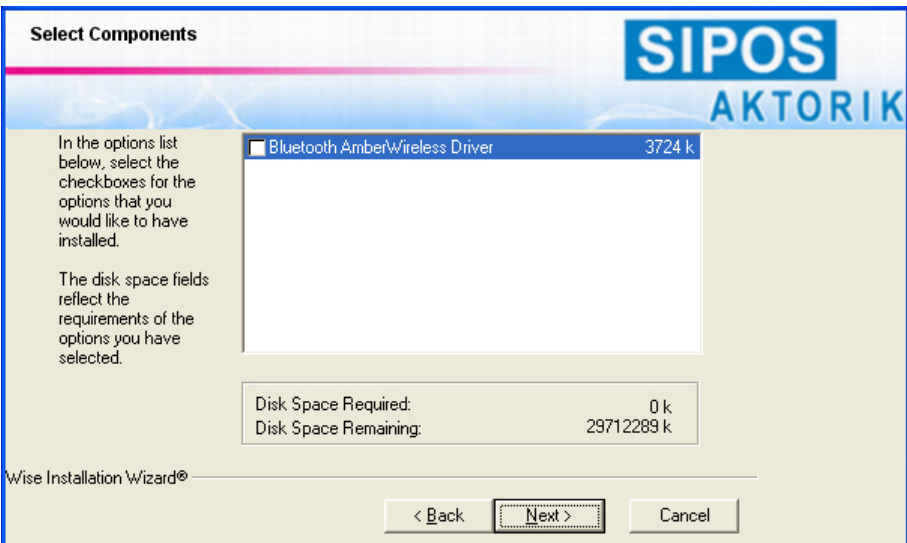 Select Components
SIPOS
AKTORIK
In the options list
below, select the
checkboxes for the
options that you
would like to have
installed.
The disk space fields
reflect the
requirements of the
options you have
selected.
Bluetooth AmberWireless Driver 3724 k
Disk Space Required: 0 k
Disk Space Remaining: 29712289 k
Wise Installation Wizard®
< Back Next > Cancel